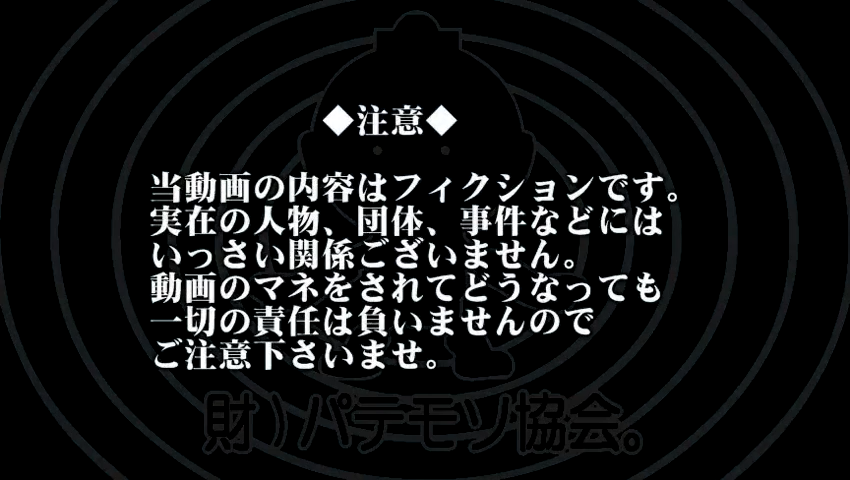 ◆注意◆
当動画の内容はフィクションです。
実在の人物、団体、事件などには
いっさい関係ございません。
動画のマネをされてどうなっても
一切の責任は負いませんので
ご注意下さいませ。
財)パテモソ協会。